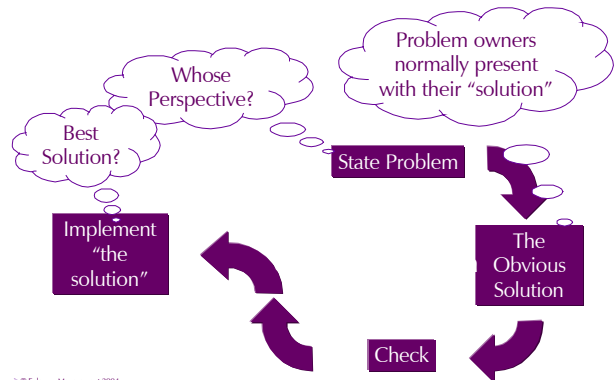 Problem owners
normally present
with their “solution”
Whose
Perspective?
Best
Solution?
State Problem
The
Obvious
Solution
Check
Implement
“the
solution”